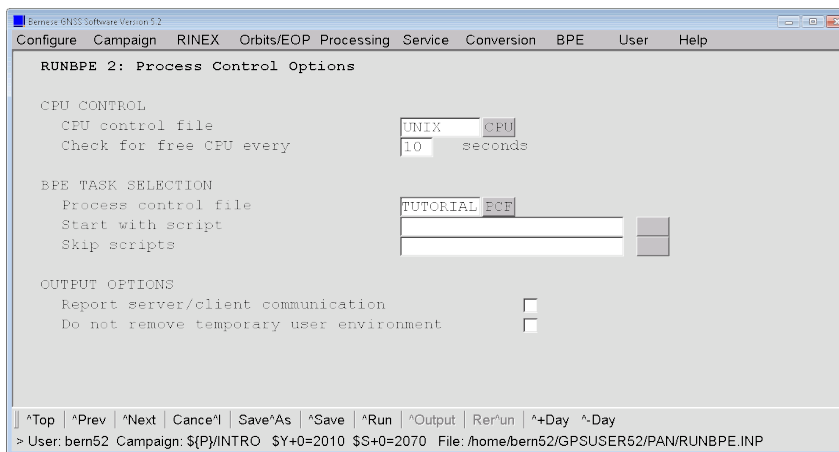 Bernese GNSS Software Version 5.2
Configure Campaign RINEX Orbits/EOP Processing Service Conversion BPE User Help
RUNBPE 2: Process Control Options
CPU CONTROL
CPU control file UNIX CPU
Check for free CPU every 10 seconds
BPE TASK SELECTION
Process control file TUTORIAL PCF
Start with script
Skip scripts
OUTPUT OPTIONS
Report server/client communication
Do not remove temporary user environment
^Top ^Prev ^Next Cance^l Save^As ^Save ^Run ^Output Rer^un ^+Day ^-Day
> User: bern52 Campaign: ${P}/INTRO $Y+0=2010 $S+0=2070 File: /home/bern52/GPSUSER52/PAN/RUNBPE.INP